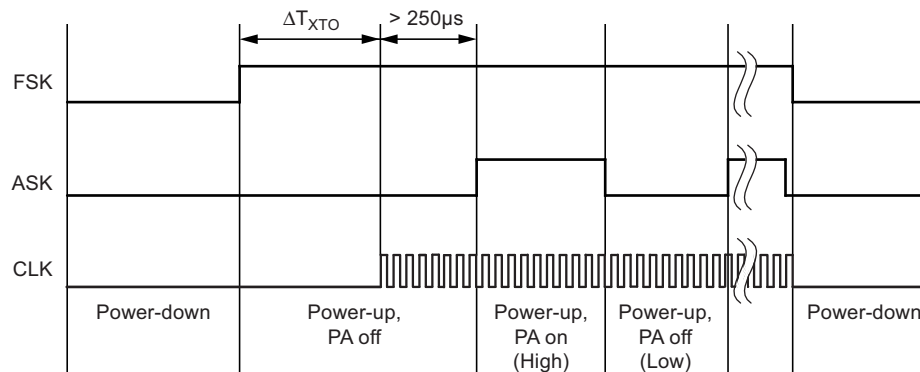 ΔTXTO
> 250µs
FSK
ASK
CLK
Power-down
Power-up,
PA off
Power-up,
PA on
(High)
Power-up,
PA off
(Low)
Power-down